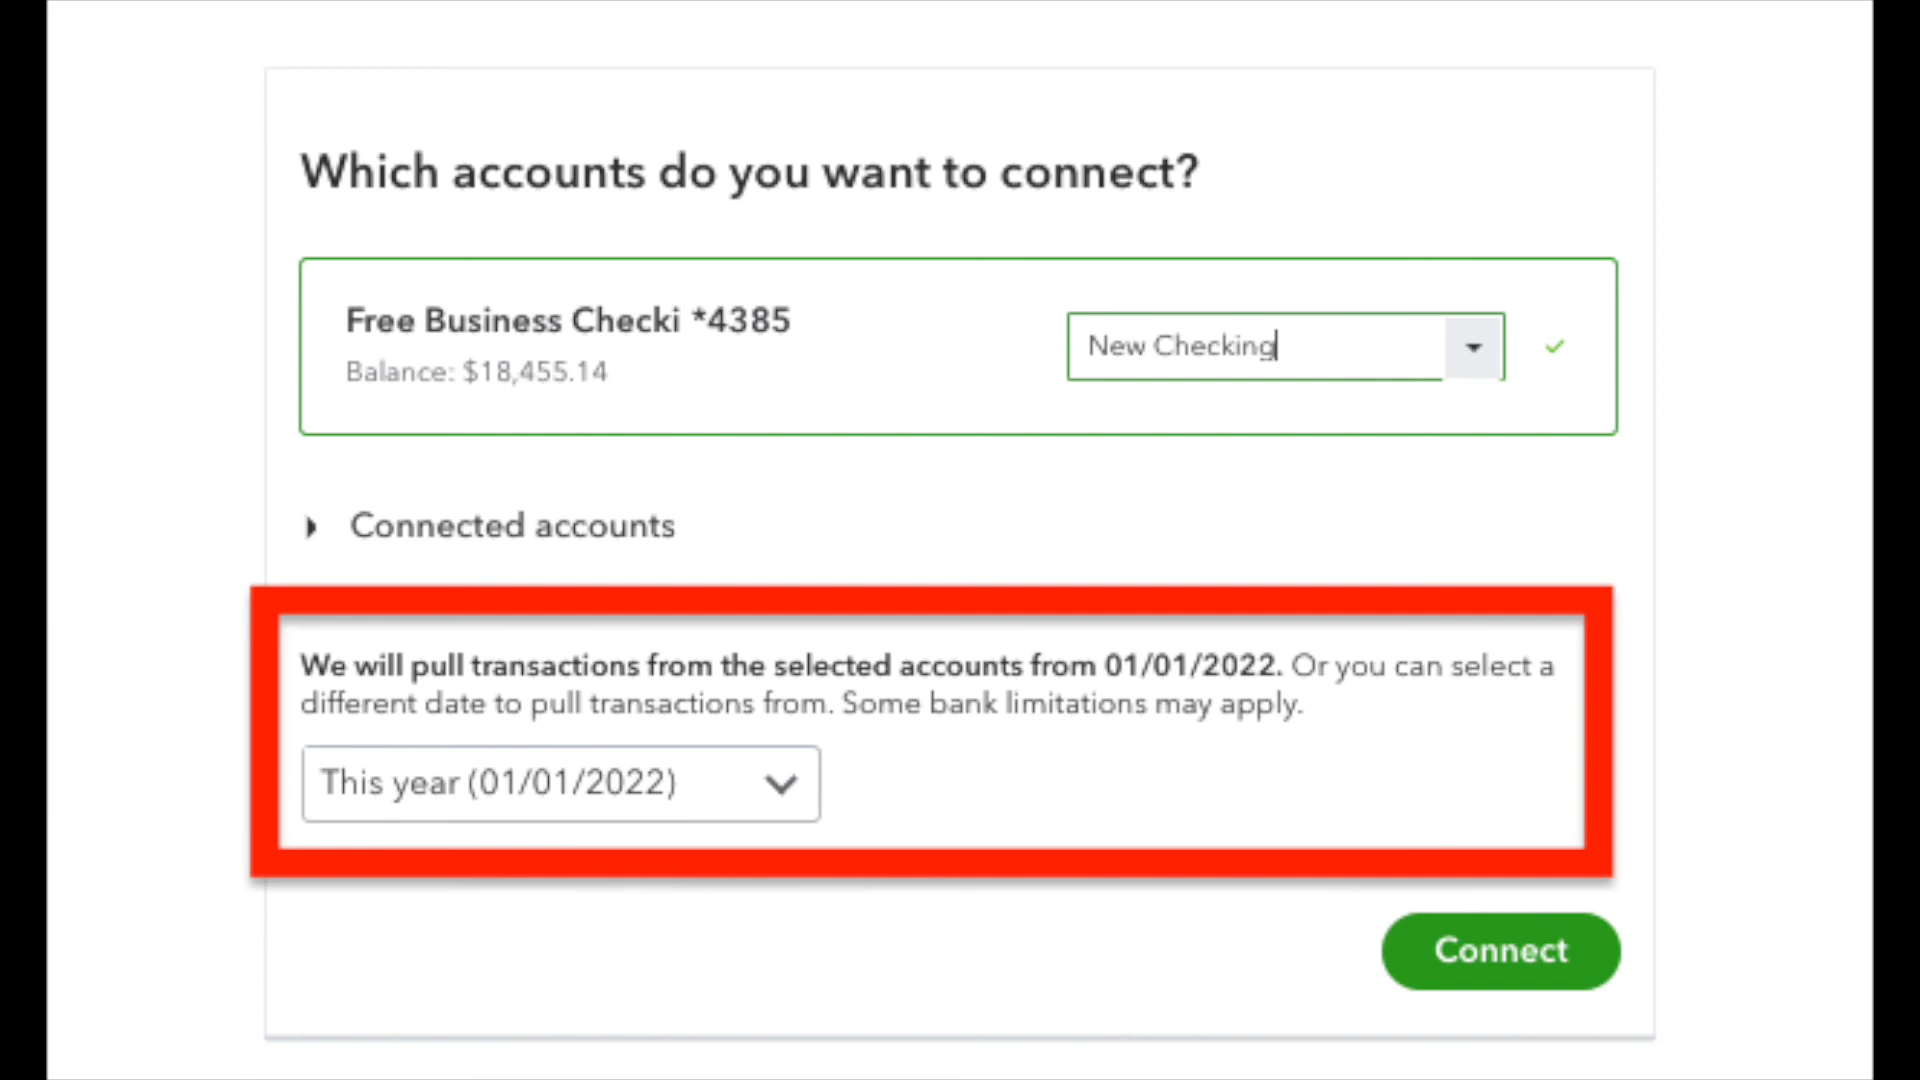 Which accounts do you want to connect?
Free Business Checki *4385
New Checking
Balance: $18,455.14
Connected accounts
We will pull transactions from the selected accounts from 01/01/2022. Or you can select a
different date to pull transactions from. Some bank limitations may apply.
This year (01/01/2022)
Connect